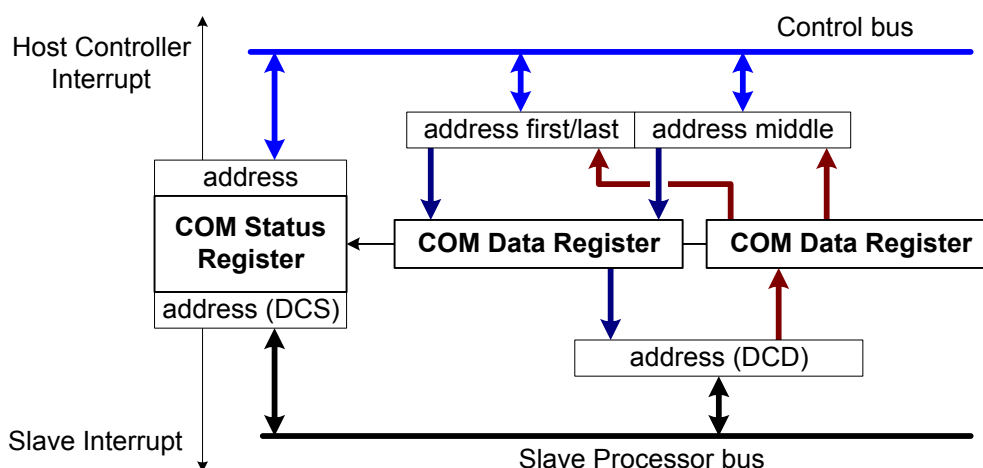 Host Controller
Interrupt
Control bus
address first/last
address middle
address
COM Status
Register
COM Data Register
COM Data Register
address (DCS)
address (DCD)
Slave Interrupt
Slave Processor bus